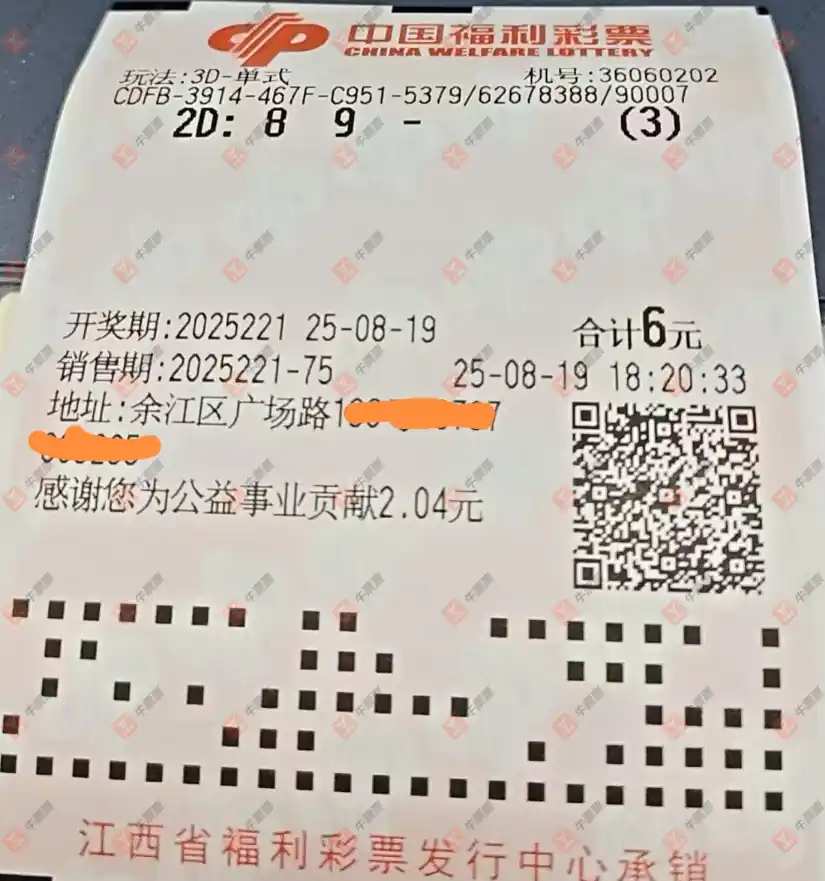 中国福利彩票
CHINA WELFARE LOTTERY
玩法:3D-单式 机号:36060202
CDFB-3914-467F-C951-5379/62678388/90007
2D: 8 9 - (3)
开奖期:2025221 25-08-19 合计6元
销售期:2025221-75 25-08-19 18:20:33
地址:余江区广场路
感谢您为公益事业贡献2.04元
江西省福利彩票发行中心承销
牛票票